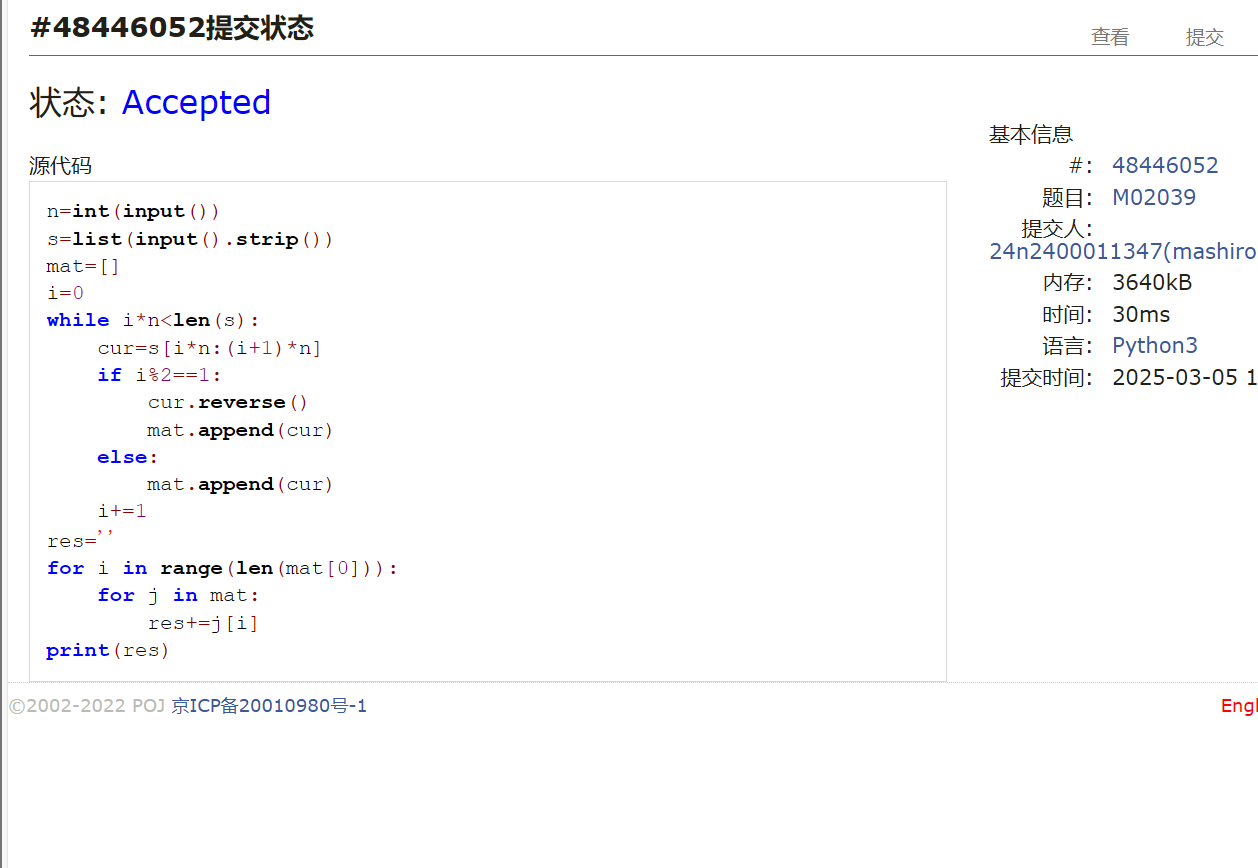 #48446052提交状态
查看 提交
状态: Accepted
源代码
n=int(input())
s=list(input().strip())
mat=[]
i=0
while i*n<len(s):
    cur=s[i*n:(i+1)*n]
    if i%2==1:
        cur.reverse()
        mat.append(cur)
    else:
        mat.append(cur)
    i+=1
res=''
for i in range(len(mat[0])):
    for j in mat:
        res+=j[i]
print(res)
基本信息
#: 48446052
题目: M02039
提交人:
24n2400011347(mashiro
内存: 3640kB
时间: 30ms
语言: Python3
提交时间: 2025-03-05 1
©2002-2022 POJ 京ICP备20010980号-1
Engl